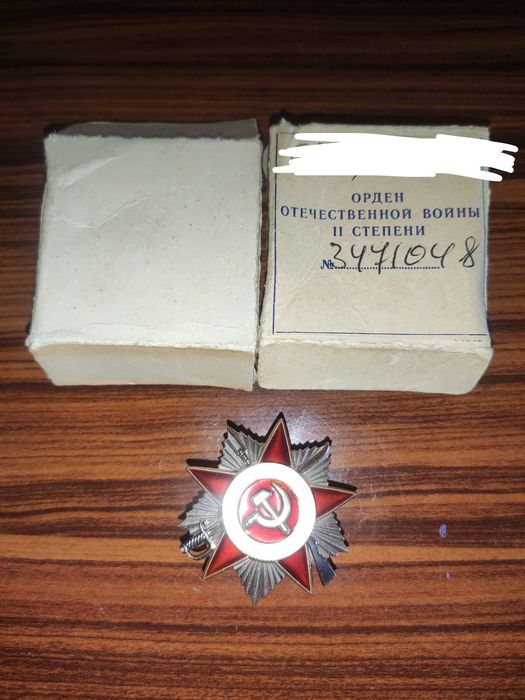 ОРДЕН
ОТЕЧЕСТВЕННОЙ ВОЙНЫ
II СТЕПЕНИ
№ 3471048